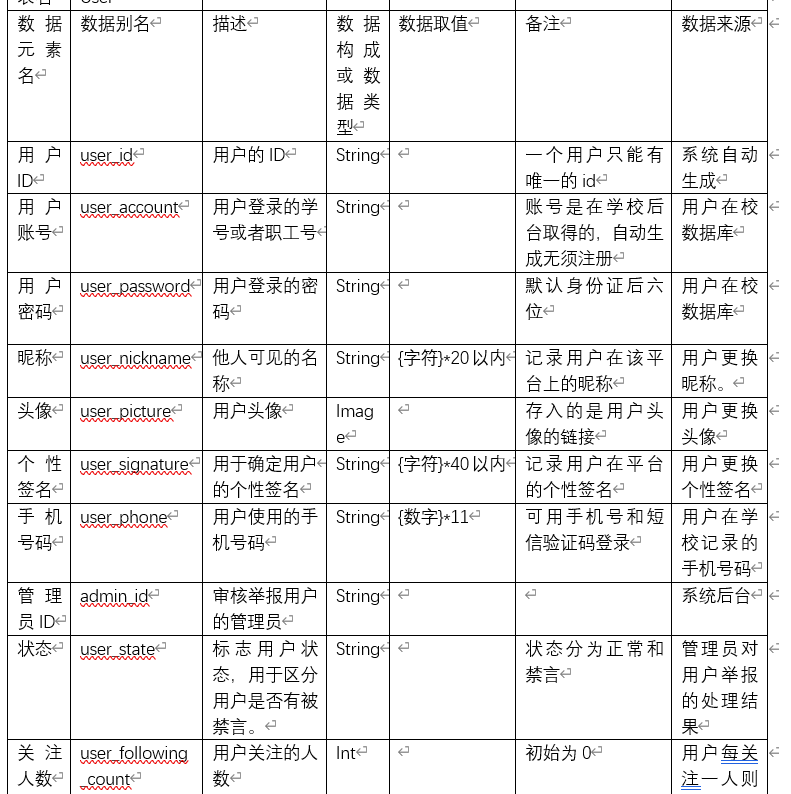 User
数据元素名 数据别名 描述 数据构成或数据类型 数据取值 备注 数据来源
用户ID user_id 用户的ID String 一个用户只能有唯一的id 系统自动生成
用户账号 user_account 用户登录的学号或者职工号 String 账号是在学校后台取得的，自动生成无须注册 用户在校数据库
用户密码 user_password 用户登录的密码 String 默认身份证后六位 用户在校数据库
昵称 user_nickname 他人可见的名称 String {字符}*20以内 记录用户在该平台上的昵称 用户更换昵称。
头像 user_picture 用户头像 Image 存入的是用户头像的链接 用户更换头像
个性签名 user_signature 用于确定用户的个性签名 String {字符}*40以内 记录用户在平台的个性签名 用户更换个性签名
手机号码 user_phone 用户使用的手机号码 String {数字}*11 可用手机号和短信验证码登录 用户在学校记录的手机号码
管理员ID admin_id 审核举报用户的管理员 String 系统后台
状态 user_state 标志用户状态，用于区分用户是否有被禁言。 String 状态分为正常和禁言 管理员对用户举报的处理结果
关注人数 user_following_count 用户关注的人数 Int 初始为0 用户每关注一人则